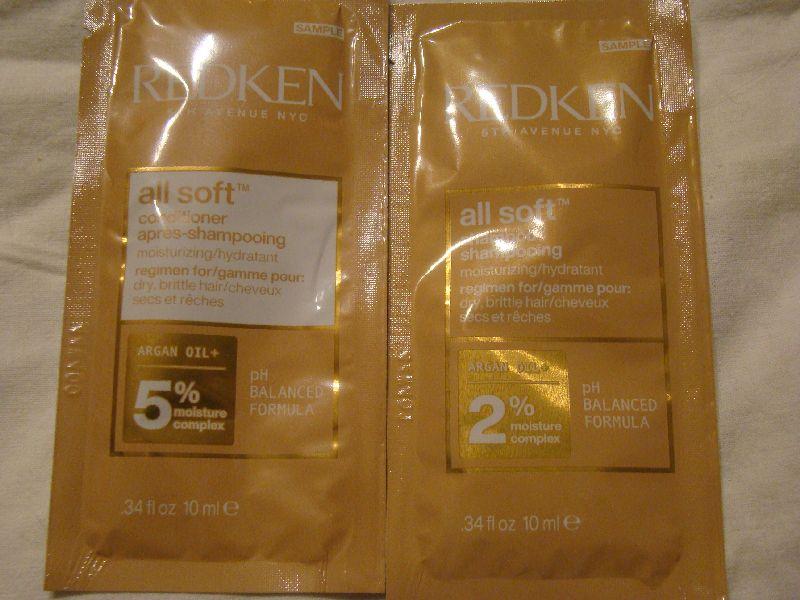 SAMPLE
REDKEN
5TH AVENUE NYC
all soft™
conditioner
après-shampooing
moisturizing/hydratant
regimen for/gamme pour:
dry, brittle hair/cheveux
secs et rêches
ARGAN OIL+
5%
moisture
complex
pH
BALANCED
FORMULA
.34 fl oz 10 ml e
SAMPLE
REDKEN
5TH AVENUE NYC
all soft™
shampooing
moisturizing/hydratant
regimen for/gamme pour:
dry, brittle hair/cheveux
secs et rêches
ARGAN OIL+
2%
moisture
complex
pH
BALANCED
FORMULA
.34 fl oz 10 ml e